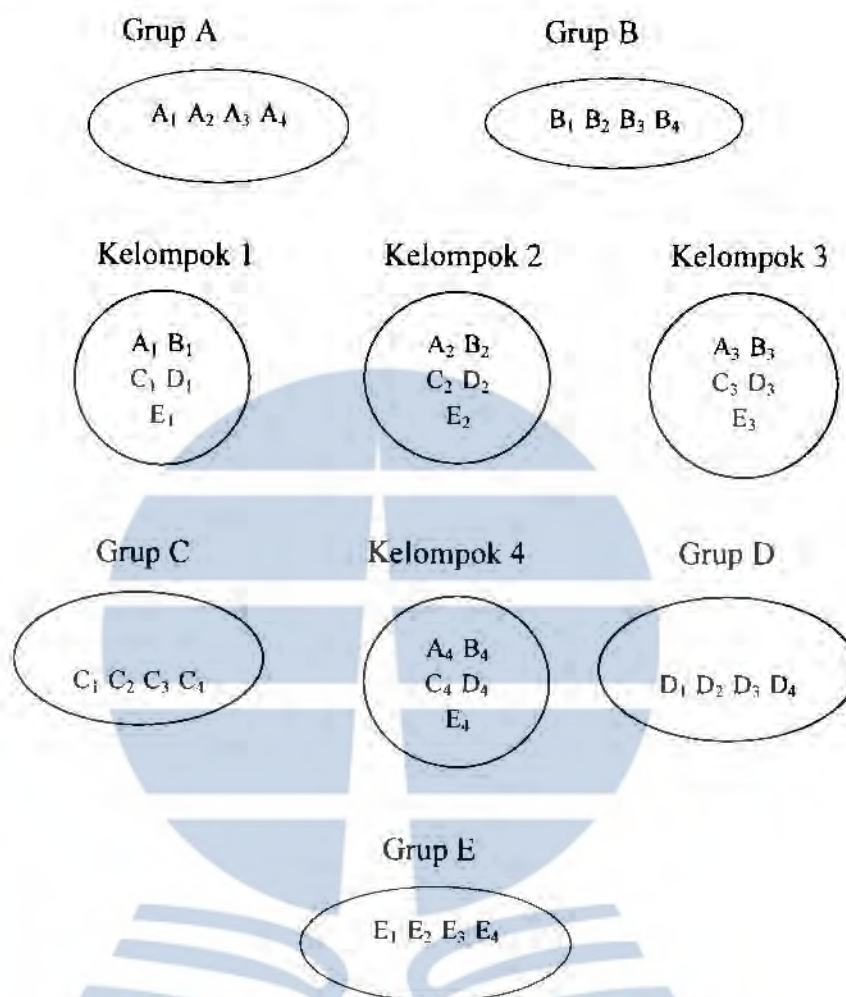 Grup A
Grup B
A₁ A₂ A₃ A₄
B₁ B₂ B₃ B₄
Kelompok 1
Kelompok 2
Kelompok 3
A₁ B₁
C₁ D₁
E₁
A₂ B₂
C₂ D₂
E₂
A₃ B₃
C₃ D₃
E₃
Grup C
Kelompok 4
Grup D
C₁ C₂ C₃ C₄
A₄ B₄
C₄ D₄
E₄
D₁ D₂ D₃ D₄
Grup E
E₁ E₂ E₃ E₄